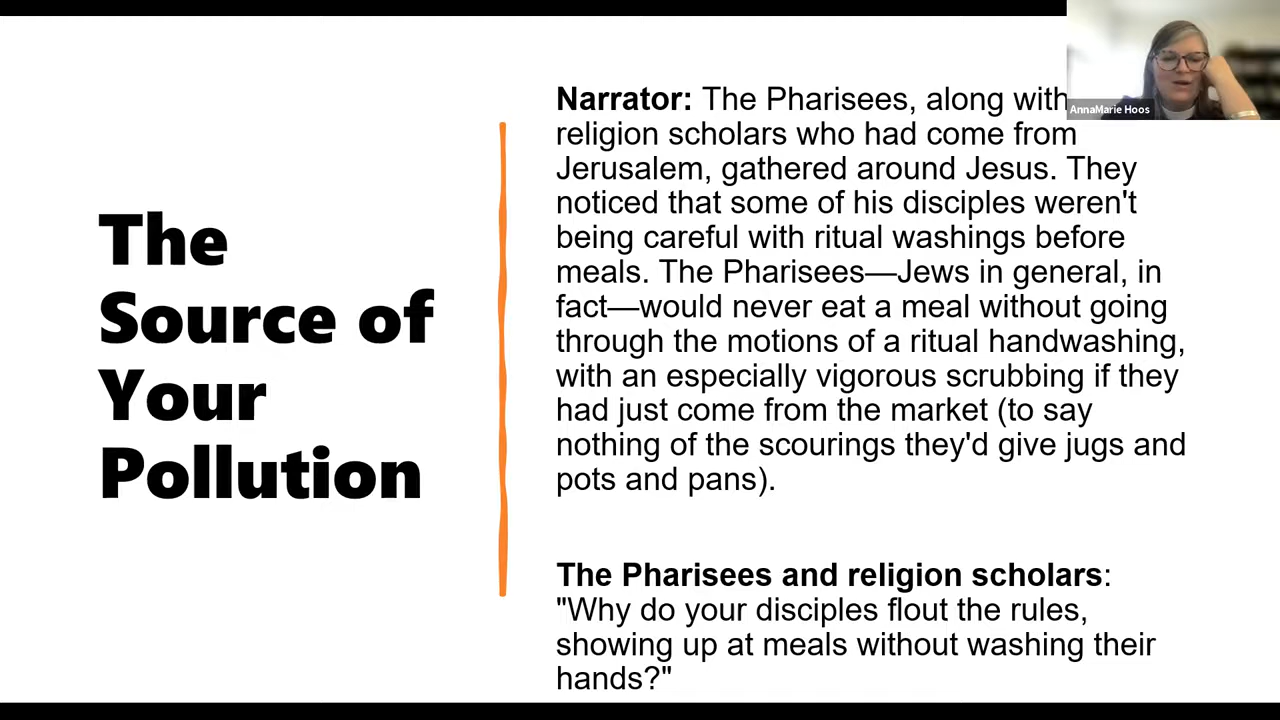 The
Source of
Your
Pollution
Narrator: The Pharisees, along with
religion scholars who had come from
Jerusalem, gathered around Jesus. They
noticed that some of his disciples weren't
being careful with ritual washings before
meals. The Pharisees—Jews in general, in
fact—would never eat a meal without going
through the motions of a ritual handwashing,
with an especially vigorous scrubbing if they
had just come from the market (to say
nothing of the scourings they'd give jugs and
pots and pans).
The Pharisees and religion scholars:
"Why do your disciples flout the rules,
showing up at meals without washing their
hands?"
AnnaMarie Hoos